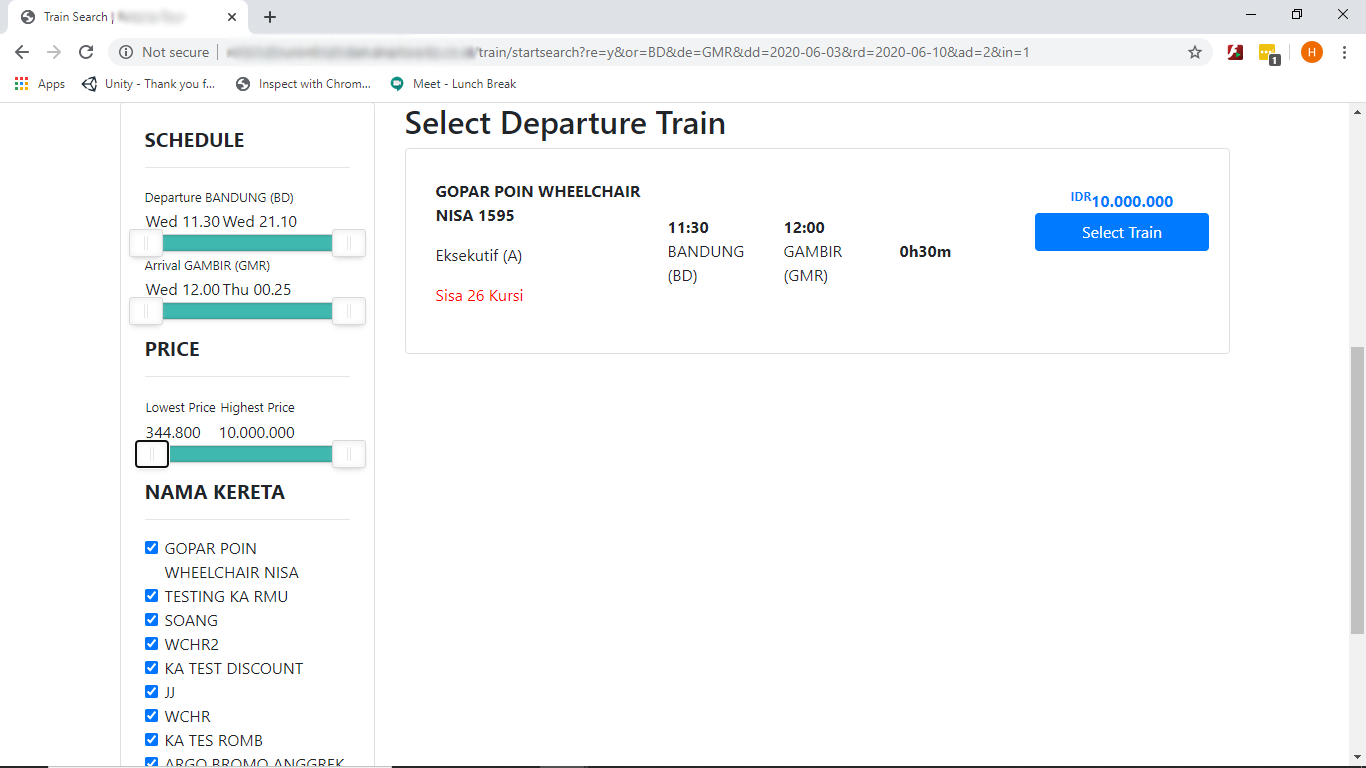 Train Search |
Not secure
/train/startsearch?re=y&or=BD&de=GMR&dd=2020-06-03&rd=2020-06-10&ad=2&in=1
1
H
Apps
Unity - Thank you f...
Inspect with Chrom...
Meet - Lunch Break
SCHEDULE
Departure BANDUNG (BD)
Wed 11.30 Wed 21.10
Arrival GAMBIR (GMR)
Wed 12.00 Thu 00.25
PRICE
Lowest Price Highest Price
344.800 10.000.000
NAMA KERETA
GOPAR POIN
WHEELCHAIR NISA
TESTING KA RMU
SOANG
WCHR2
KA TEST DISCOUNT
JJ
WCHR
KA TES ROMB
ARGO BROMO ANGGREK
Select Departure Train
GOPAR POIN WHEELCHAIR
NISA 1595
Eksekutif (A)
Sisa 26 Kursi
11:30
BANDUNG
(BD)
12:00
GAMBIR
(GMR)
0h30m
IDR10.000.000
Select Train